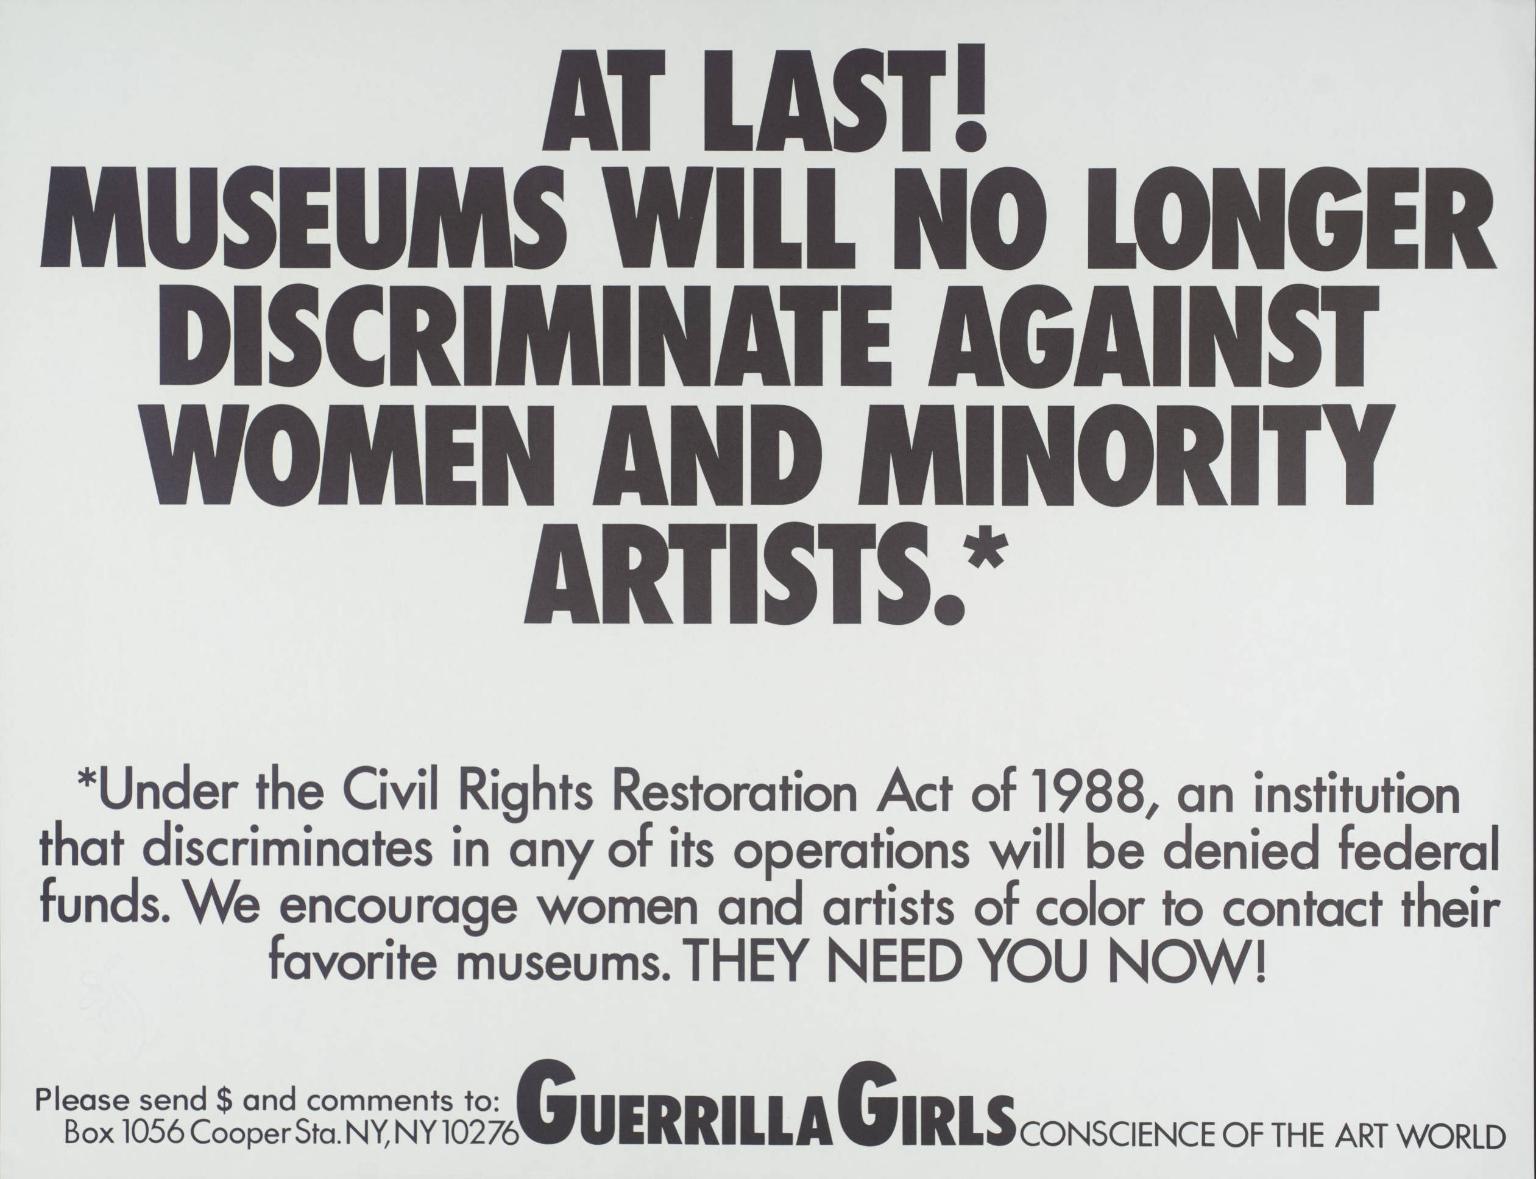 AT LAST!
MUSEUMS WILL NO LONGER
DISCRIMINATE AGAINST
WOMEN AND MINORITY
ARTISTS.*
*Under the Civil Rights Restoration Act of 1988, an institution
that discriminates in any of its operations will be denied federal
funds. We encourage women and artists of color to contact their
favorite museums. THEY NEED YOU NOW!
Please send $ and comments to:
Box 1056 Cooper Sta. NY, NY 10276
GUERRILLA GIRLS CONSCIENCE OF THE ART WORLD